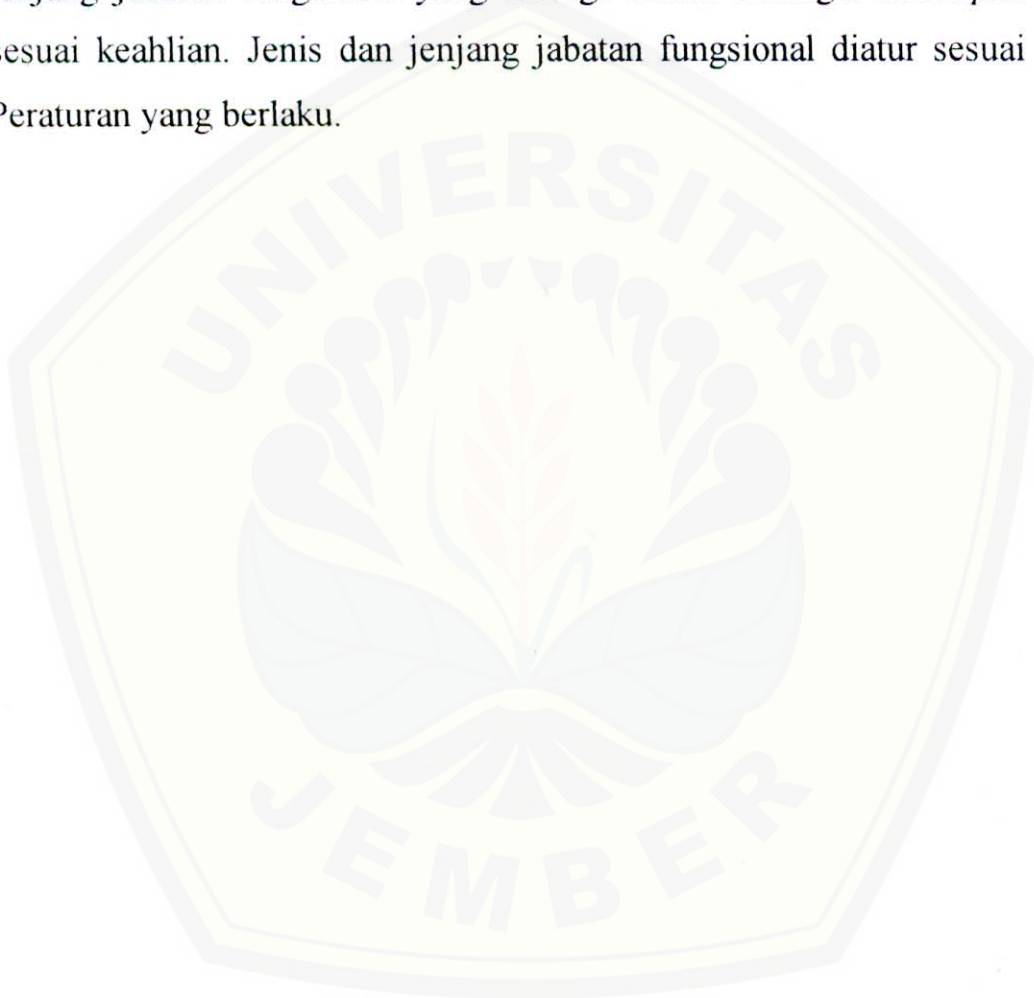 sesuai keahlian. Jenis dan jenjang jabatan fungsional diatur sesuai
Peraturan yang berlaku.
UNIVERSITAS
JEMBER